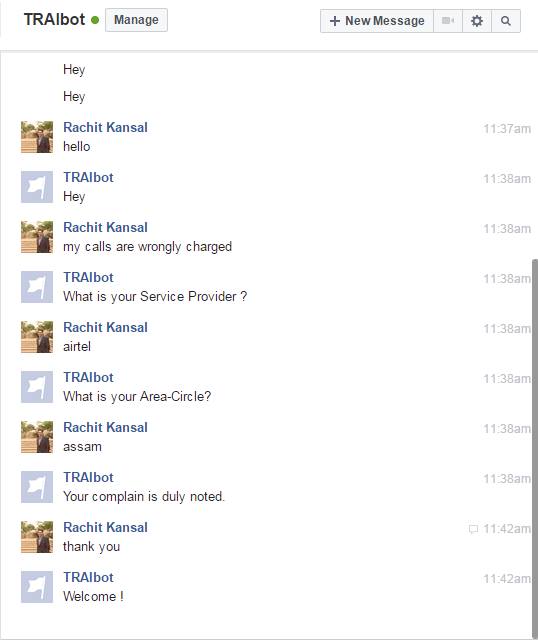 TRAIbot
Manage
New Message
Hey
Hey
Rachit Kansal 11:37am
hello
TRAIbot 11:38am
Hey
Rachit Kansal 11:38am
my calls are wrongly charged
TRAIbot 11:38am
What is your Service Provider ?
Rachit Kansal 11:38am
airtel
TRAIbot 11:38am
What is your Area-Circle?
Rachit Kansal 11:38am
assam
TRAIbot 11:38am
Your complain is duly noted.
Rachit Kansal 11:42am
thank you
TRAIbot 11:42am
Welcome !